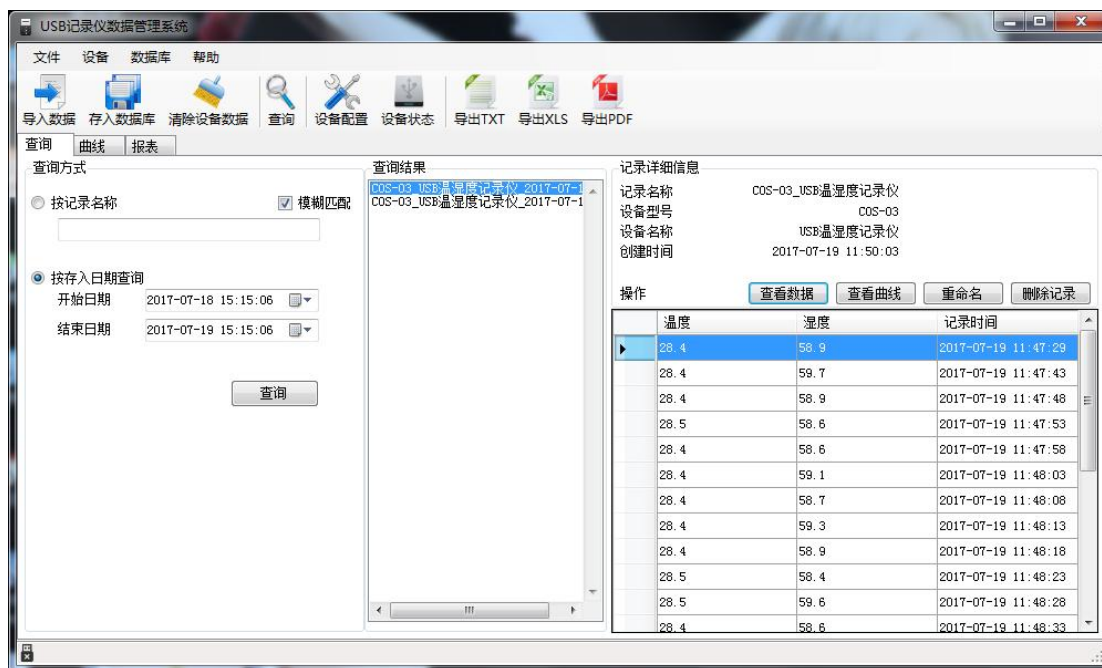 USB记录仪数据管理系统
文件 设备 数据库 帮助
导入数据 存入数据库 清除设备数据 查询 设备配置 设备状态 导出TXT 导出XLS 导出PDF
查询 曲线 报表
查询方式
按记录名称 模糊匹配
按存入日期查询
开始日期 2017-07-18 15:15:06
结束日期 2017-07-19 15:15:06
查询
查询结果
COS-03_USB温湿度记录仪_2017-07-1
COS-03_USB温湿度记录仪_2017-07-1
记录详细信息
记录名称 COS-03_USB温湿度记录仪
设备型号 COS-03
设备名称 USB温湿度记录仪
创建时间 2017-07-19 11:50:03
操作 查看数据 查看曲线 重命名 删除记录
温度 湿度 记录时间
28.4 58.9 2017-07-19 11:47:29
28.4 59.7 2017-07-19 11:47:43
28.4 58.9 2017-07-19 11:47:48
28.5 58.6 2017-07-19 11:47:53
28.4 58.6 2017-07-19 11:47:58
28.4 59.1 2017-07-19 11:48:03
28.4 58.7 2017-07-19 11:48:08
28.4 59.3 2017-07-19 11:48:13
28.4 58.9 2017-07-19 11:48:18
28.5 58.4 2017-07-19 11:48:23
28.5 59.6 2017-07-19 11:48:28
28.4 58.6 2017-07-19 11:48:33